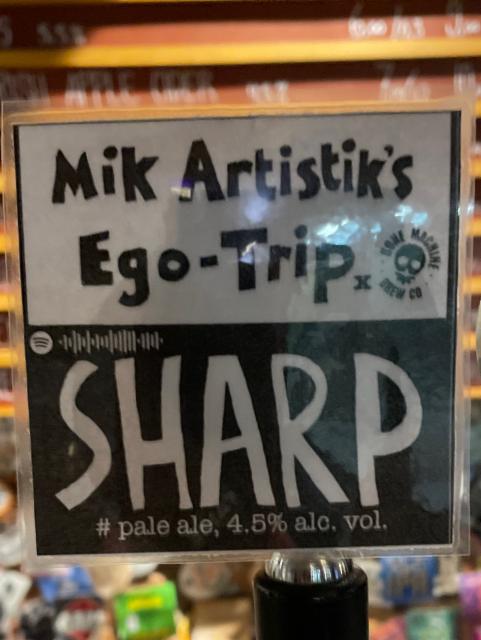 APPLE CIDER
Mik Artistik's
Ego-Trip x
BONE MACHINE
BREW CO
SHARP
# pale ale, 4.5% alc. vol.